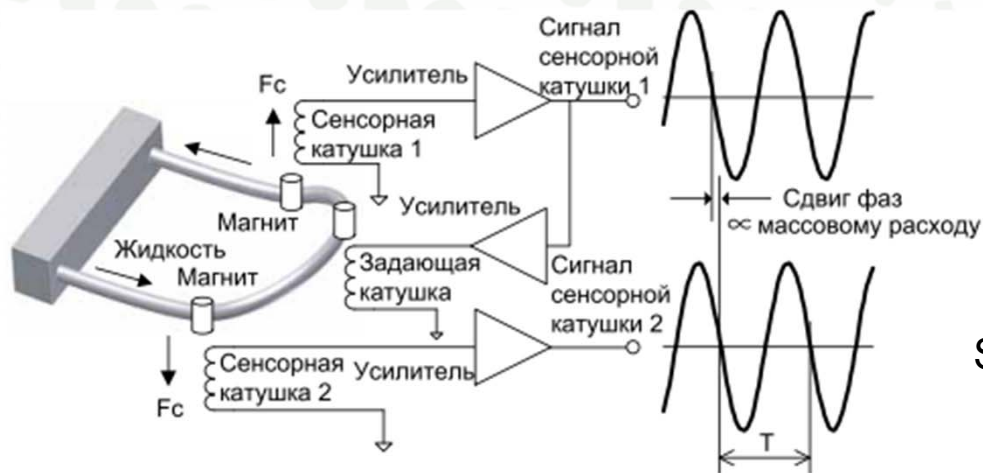 Сигнал
сенсорной
катушки 1
Усилитель
Fc
Сенсорная
катушка 1
Магнит
Усилитель
Сдвиг фаз
∝ массовому расходу
Жидкость
Магнит
Задающая
катушка
Сигнал
сенсорной
катушки 2
Сенсорная
катушка 2
Усилитель
Fc
T
S